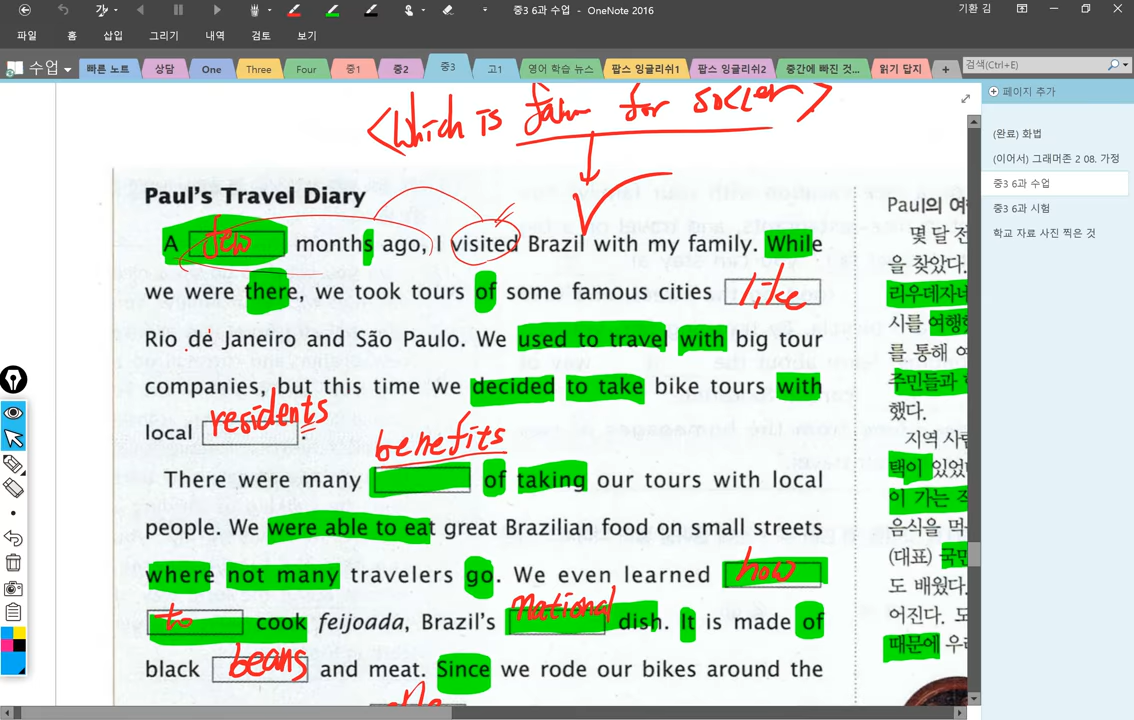 중3 6과 수업 - OneNote 2016
기환 김
파일 홈 삽입 그리기 내역 검토 보기
수업 빠른 노트 상담 One Three Four 중1 중2 중3 고1 영어 학습 뉴스 팝스 잉글리쉬1 팝스 잉글리쉬2 중간에 빠진 것... 읽기 답지 + 검색(Ctrl+E)
페이지 추가
(완료) 화법
(이어서) 그래머존 2 08. 가정
중3 6과 수업
중3 6과 시험
학교 자료 사진 찍은 것
<which is for soccer>
Paul's Travel Diary
A few months ago, I visited Brazil with my family. While
we were there, we took tours of some famous cities like
Rio de Janeiro and São Paulo. We used to travel with big tour
companies, but this time we decided to take bike tours with
local residents.
There were many benefits of taking our tours with local
people. We were able to eat great Brazilian food on small streets
where not many travelers go. We even learned how
to cook feijoada, Brazil's national dish. It is made of
black beans and meat. Since we rode our bikes around the
Paul의 여
몇 달 전
을 찾았다.
리우데자네
시를 여행
를 통해 여
주민들과
했다.
지역 사람
택이 있었
이 가는
음식을 먹
(대표) 국민
도 배웠다.
어진다. 도
때문에 우리